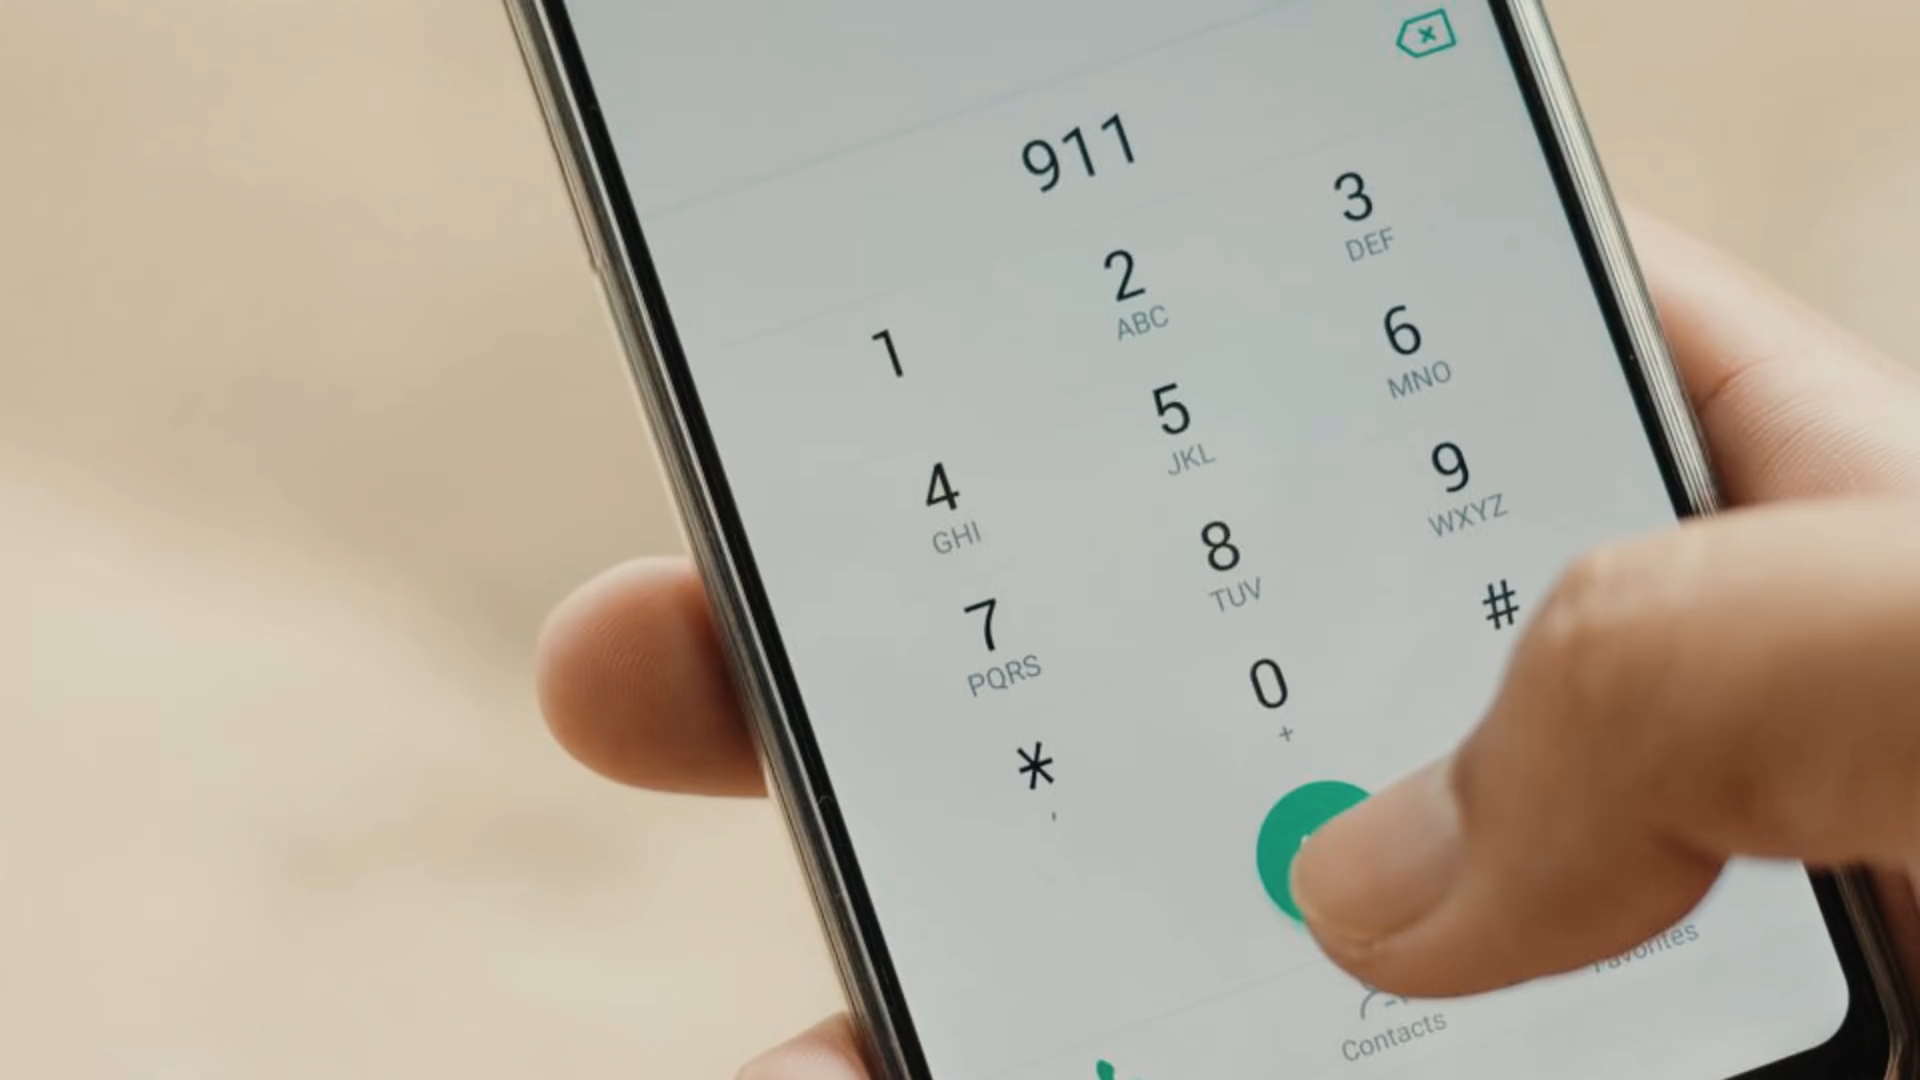 911
1
2
ABC
3
DEF
4
GHI
5
JKL
6
MNO
7
PQRS
8
TUV
9
WXYZ
*
,
0
+
#
Contacts
Favorites